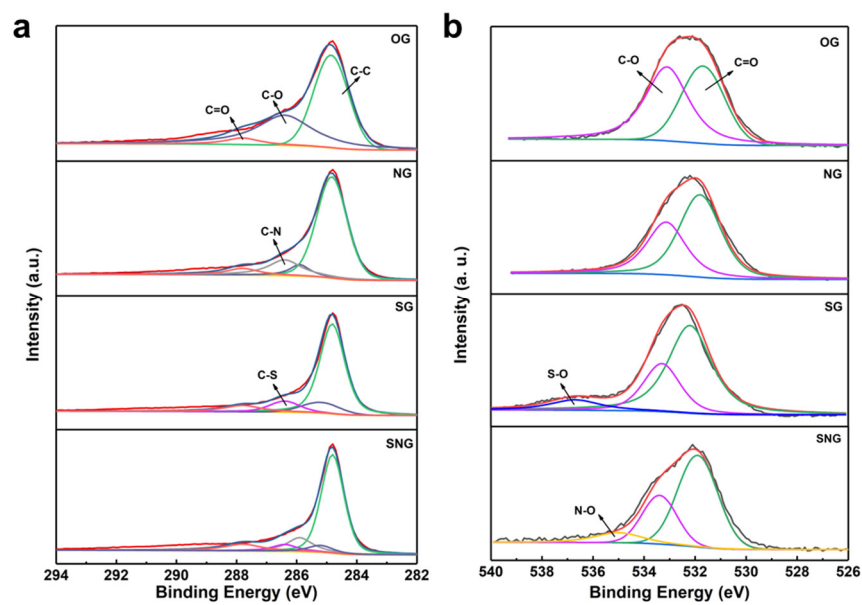 a
OG
C=O
C-O
C-C
NG
C-N
SG
C-S
SNG
294 292 290 288 286 284 282
Binding Energy (eV)
Intensity (a.u.)
b
OG
C-O
C=O
NG
SG
S-O
SNG
N-O
540 538 536 534 532 530 528 526
Binding Energy (eV)
Intensity (a. u.)